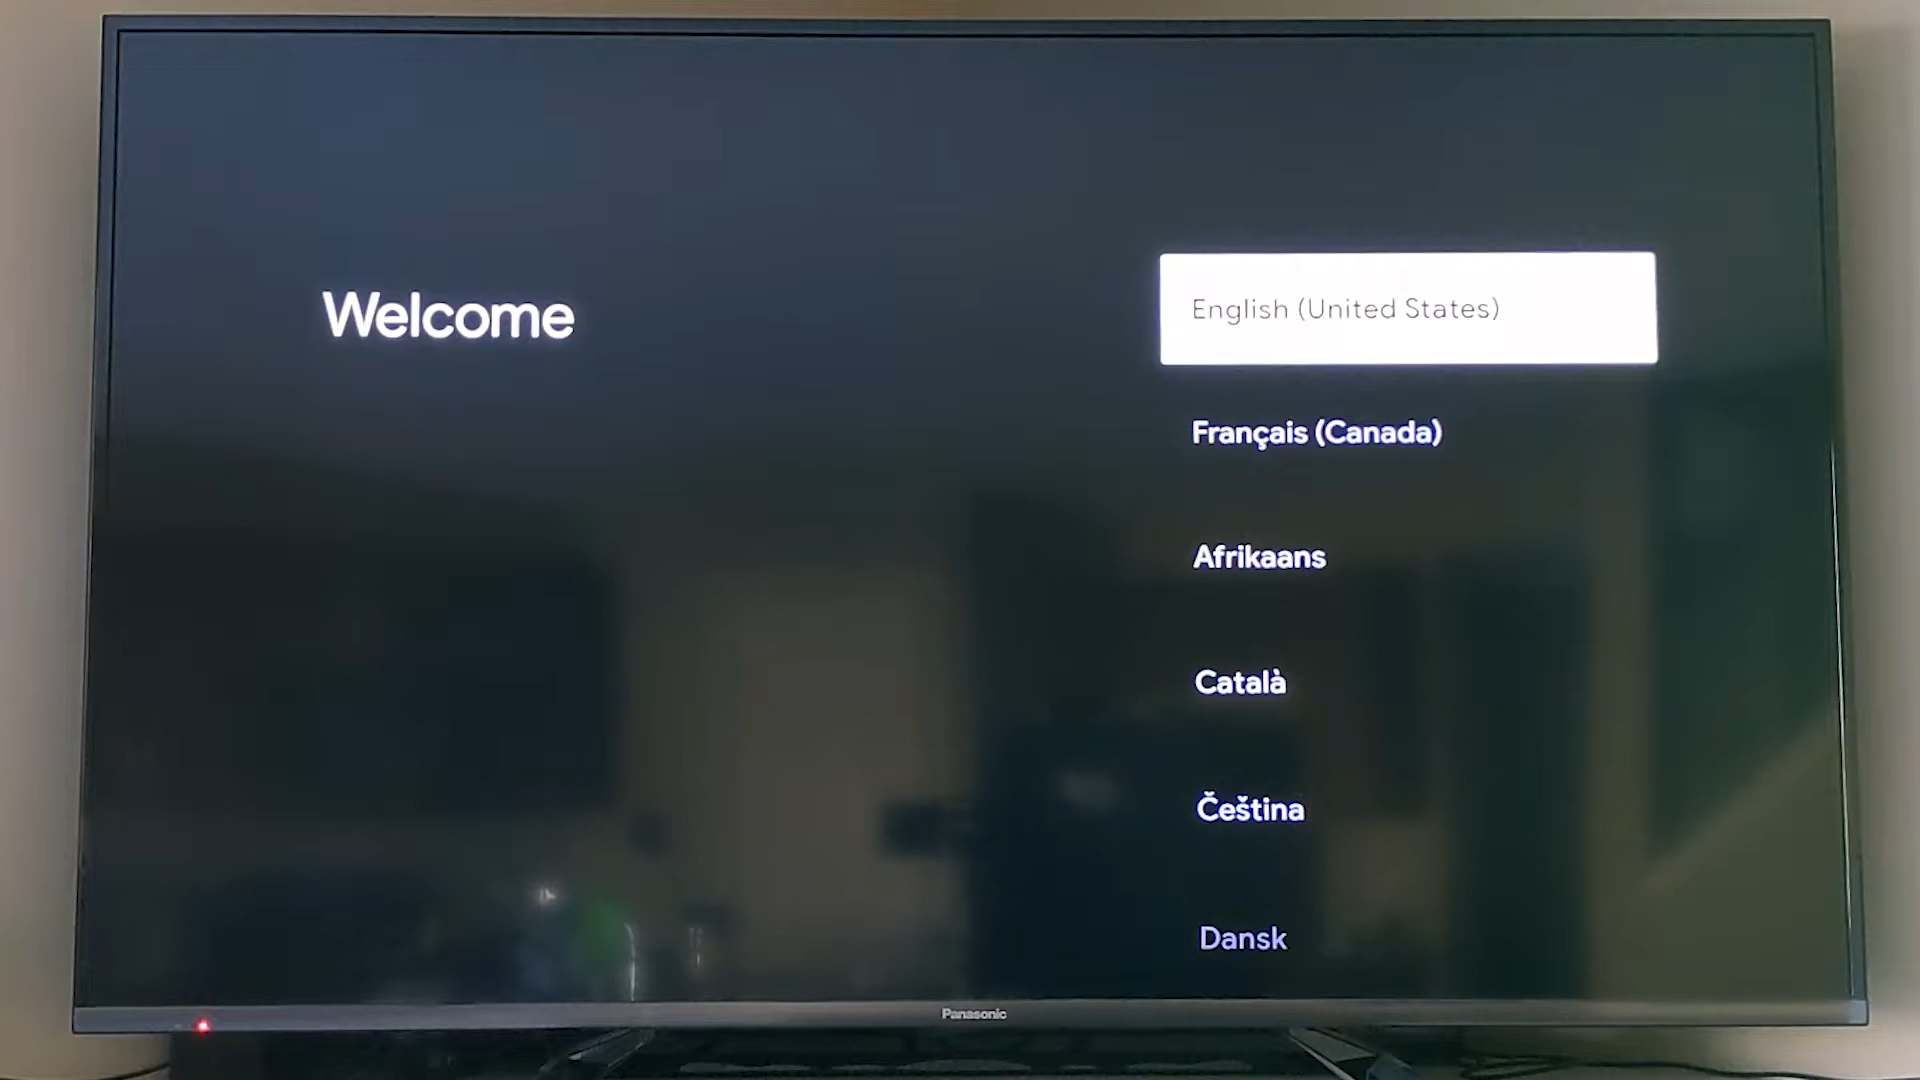 Welcome
English (United States)
Français (Canada)
Afrikaans
Català
Čeština
Dansk
Panasonic